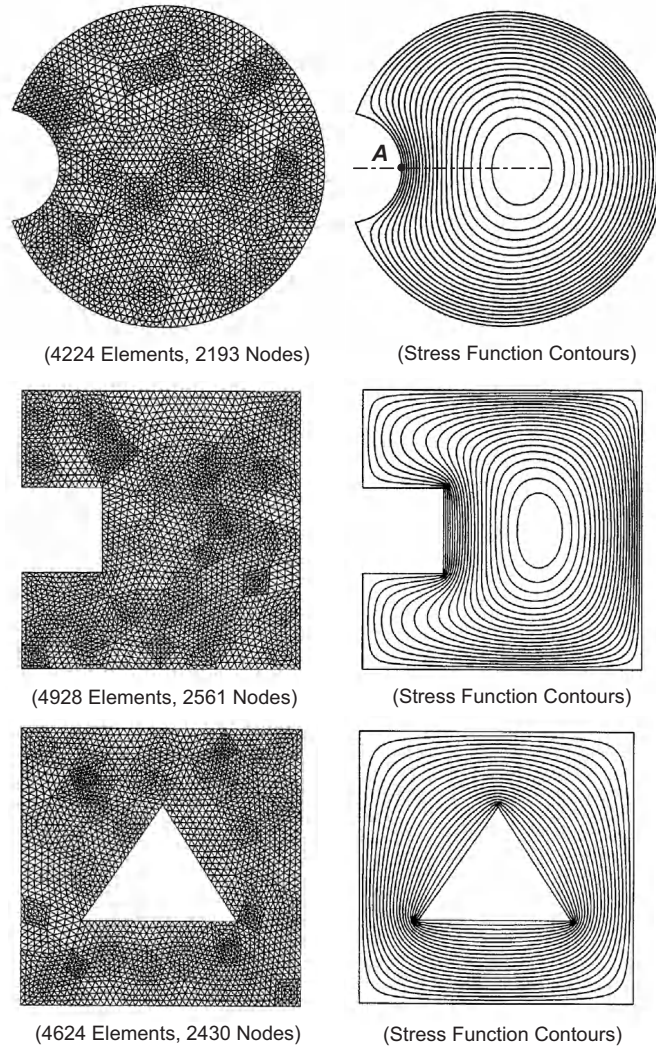 A
(4224 Elements, 2193 Nodes)
(Stress Function Contours)
(4928 Elements, 2561 Nodes)
(Stress Function Contours)
(4624 Elements, 2430 Nodes)
(Stress Function Contours)